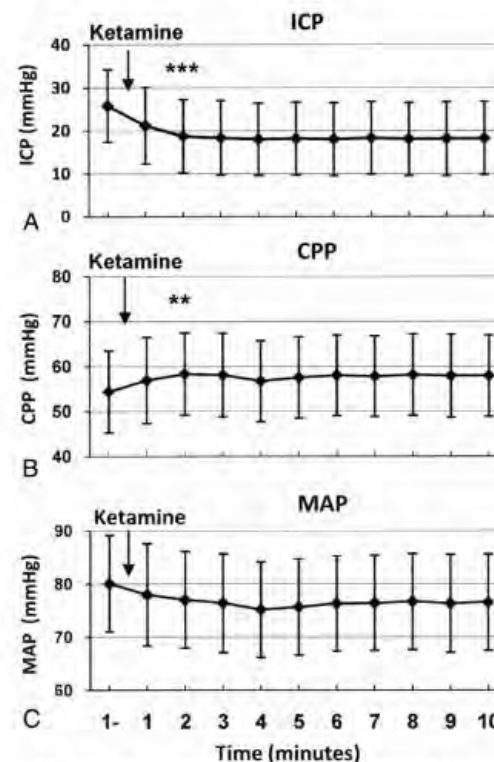 ICP
Ketamine
***
40
30
20
10
0
ICP (mmHg)
A
CPP
Ketamine
**
80
70
60
50
40
CPP (mmHg)
B
MAP
Ketamine
90
80
70
60
MAP (mmHg)
C
1- 1 2 3 4 5 6 7 8 9 10
Time (minutes)